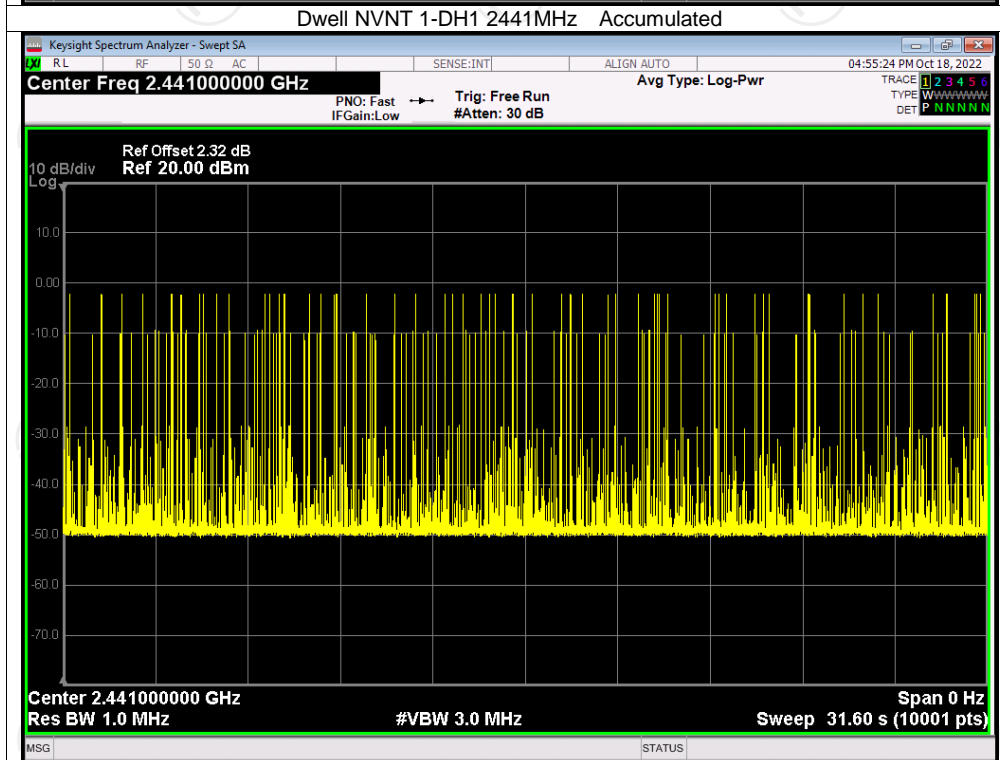 Dwell NVNT 1-DH1 2441MHz Accumulated
Keysight Spectrum Analyzer - Swept SA
LXI RL RF 50 Ω AC SENSE:INT ALIGN AUTO 04:55:24 PM Oct 18, 2022
Center Freq 2.441000000 GHz Avg Type: Log-Pwr TRACE 1 2 3 4 5 6
PNO: Fast Trig: Free Run TYPE WWWWWW
IFGain:Low #Atten: 30 dB DET P N N N N N
Ref Offset 2.32 dB
10 dB/div Ref 20.00 dBm
Log
10.0
0.00
-10.0
-20.0
-30.0
-40.0
-50.0
-60.0
-70.0
Center 2.441000000 GHz Span 0 Hz
Res BW 1.0 MHz #VBW 3.0 MHz Sweep 31.60 s (10001 pts)
MSG STATUS